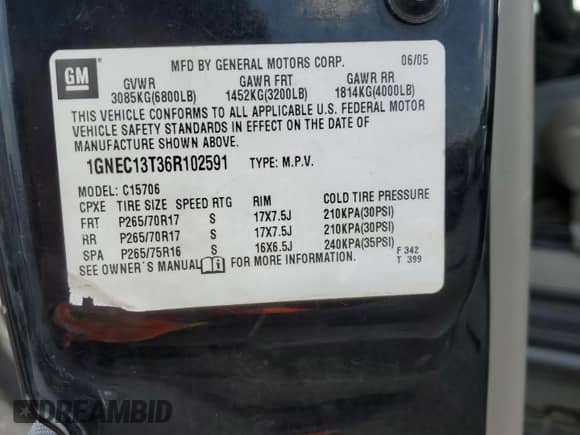 GM
MFD BY GENERAL MOTORS CORP. 06/05
GVWR GAWR FRT GAWR RR
3085KG(6800LB) 1452KG(3200LB) 1814KG(4000LB)
THIS VEHICLE CONFORMS TO ALL APPLICABLE U.S. FEDERAL MOTOR
VEHICLE SAFETY STANDARDS IN EFFECT ON THE DATE OF
MANUFACTURE SHOWN ABOVE.
1GNEC13T36R102591 TYPE: M.P.V.
MODEL: C15706
CPXE TIRE SIZE SPEED RTG RIM COLD TIRE PRESSURE
FRT P265/70R17 S 17X7.5J 210KPA(30PSI)
RR P265/70R17 S 17X7.5J 210KPA(30PSI)
SPA P265/75R16 S 16X6.5J 240KPA(35PSI)
SEE OWNER'S MANUAL FOR MORE INFORMATION.
F 342
T 399
DREAMBID